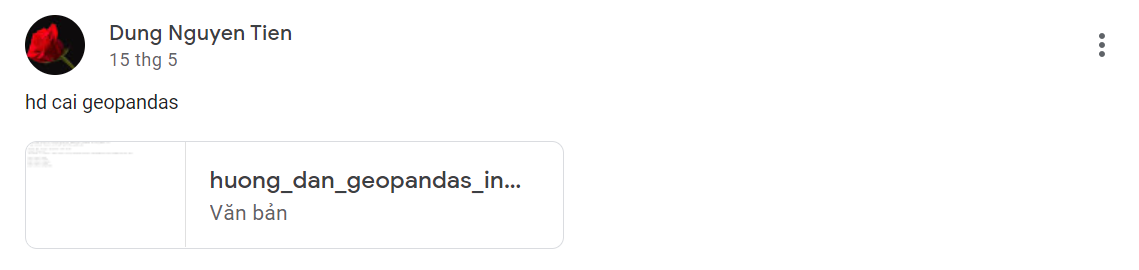 Dung Nguyen Tien
15 thg 5
hd cai geopandas
huong_dan_geopandas_in...
Văn bản